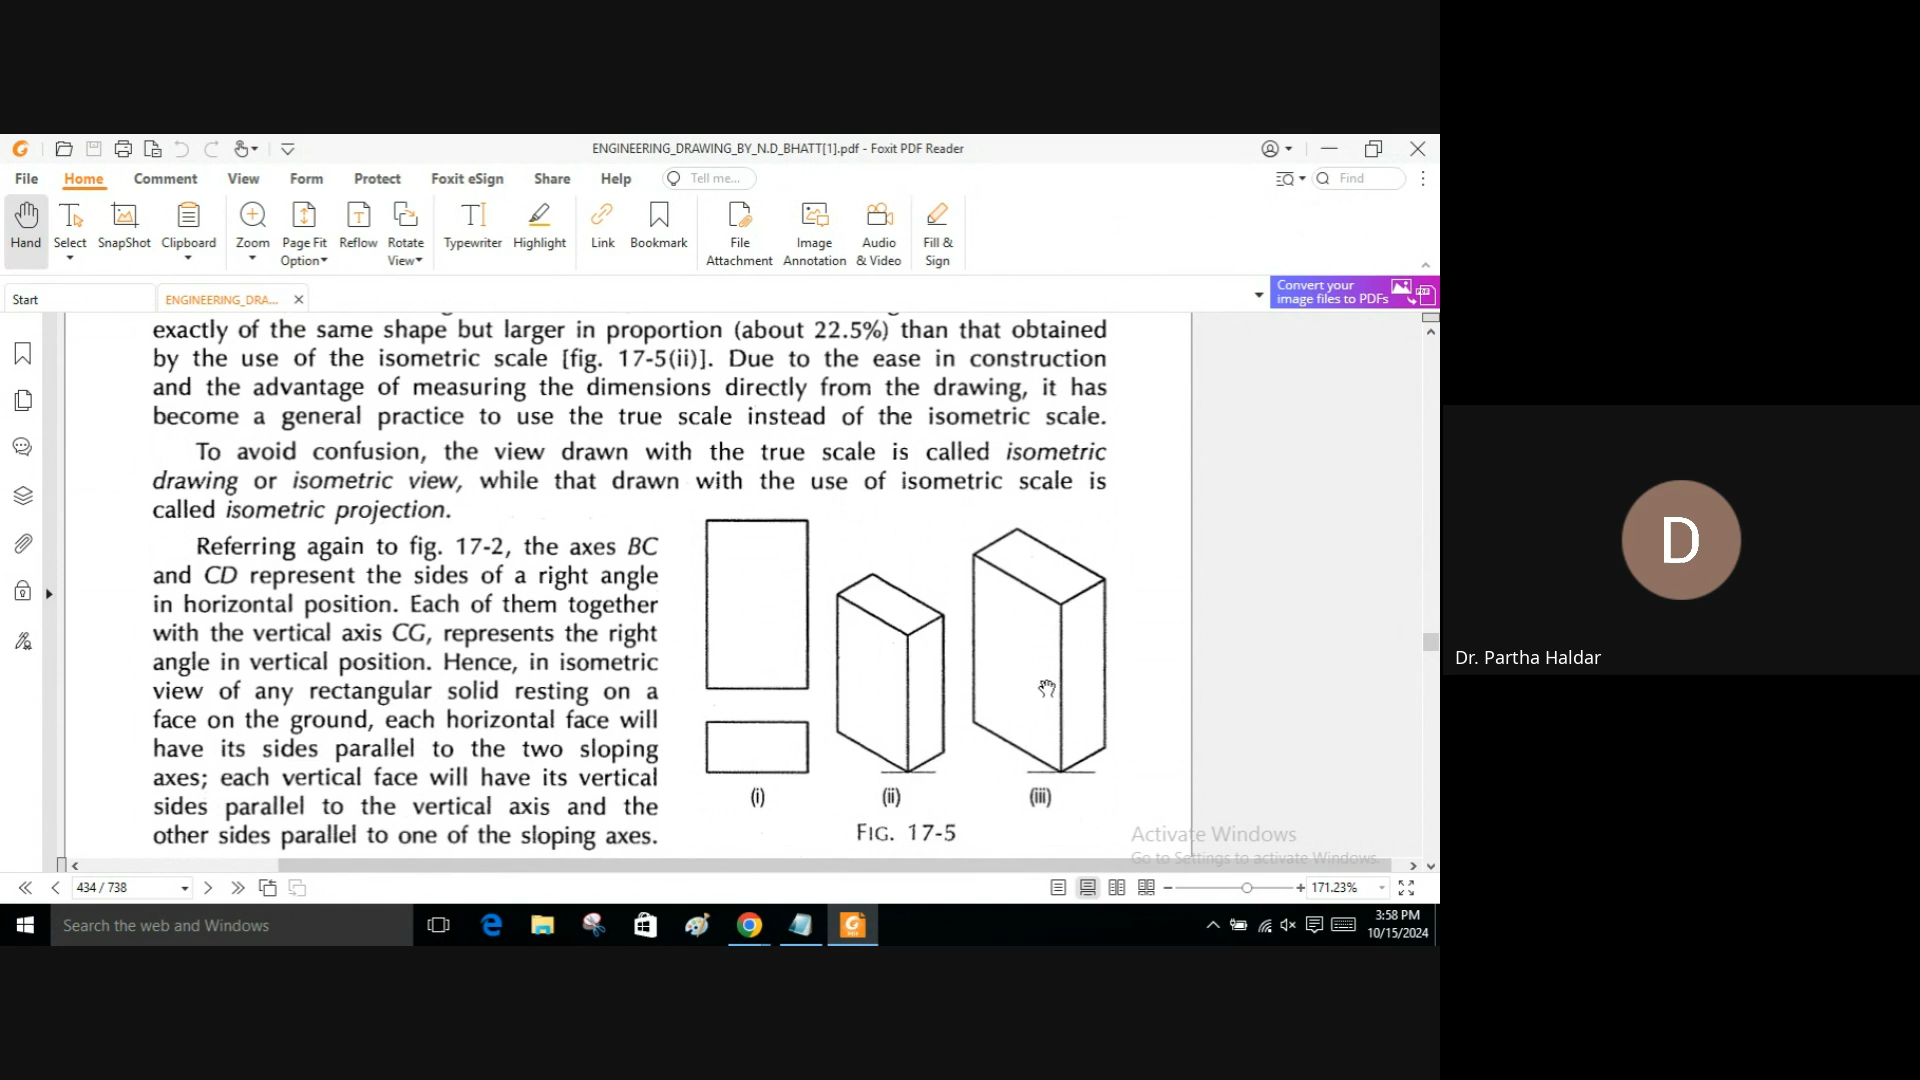 ENGINEERING_DRAWING_BY_N.D_BHATT[1].pdf - Foxit PDF Reader
File Home Comment View Form Protect Foxit eSign Share Help Tell me... Find
Hand Select SnapShot Clipboard Zoom Page Fit Option Reflow Rotate View Typewriter Highlight Link Bookmark File Attachment Image Annotation Audio & Video Fill & Sign
Start ENGINEERING_DRA...
Convert your
image files to PDFs
exactly of the same shape but larger in proportion (about 22.5%) than that obtained
by the use of the isometric scale [fig. 17-5(ii)]. Due to the ease in construction
and the advantage of measuring the dimensions directly from the drawing, it has
become a general practice to use the true scale instead of the isometric scale.
To avoid confusion, the view drawn with the true scale is called isometric
drawing or isometric view, while that drawn with the use of isometric scale is
called isometric projection.
Referring again to fig. 17-2, the axes BC
and CD represent the sides of a right angle
in horizontal position. Each of them together
with the vertical axis CG, represents the right
angle in vertical position. Hence, in isometric
view of any rectangular solid resting on a
face on the ground, each horizontal face will
have its sides parallel to the two sloping
axes; each vertical face will have its vertical
sides parallel to the vertical axis and the
other sides parallel to one of the sloping axes.
(i) (ii) (iii)
FIG. 17-5
Activate Windows
Go to Settings to activate Windows.
434 / 738
171.23%
Search the web and Windows
3:58 PM
10/15/2024
D
Dr. Partha Haldar